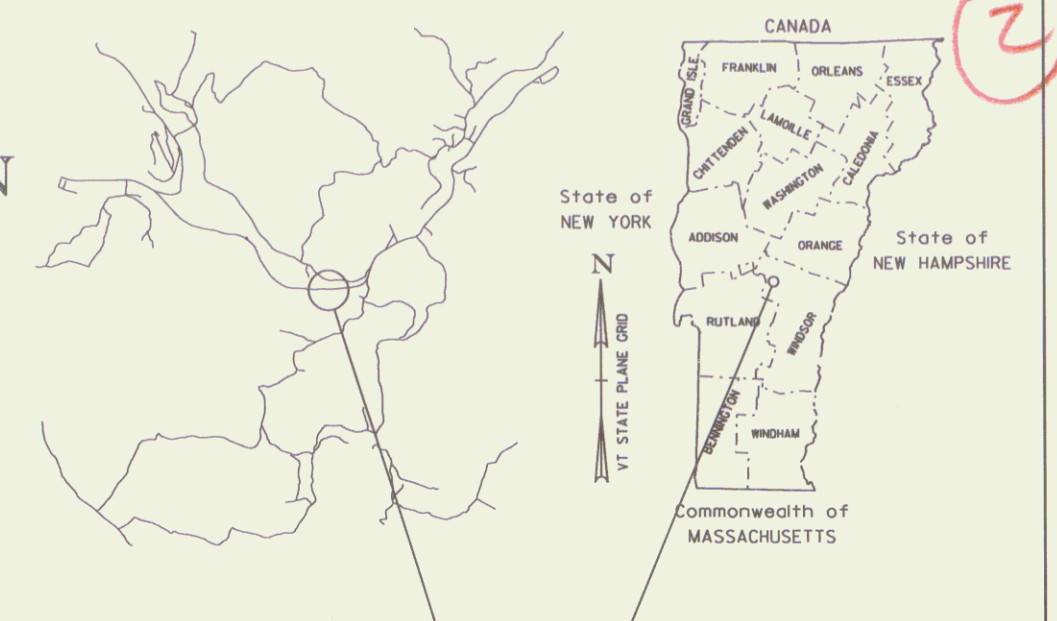 2
CANADA
GRAND ISLE
FRANKLIN
ORLEANS
ESSEX
LAMOILLE
CHITTENDEN
CALEDONIA
WASHINGTON
N
State of
NEW YORK
ADDISON
ORANGE
State of
NEW HAMPSHIRE
N
VT STATE PLANE GRID
RUTLAND
WINDSOR
BENNINGTON
WINDHAM
Commonwealth of
MASSACHUSETTS